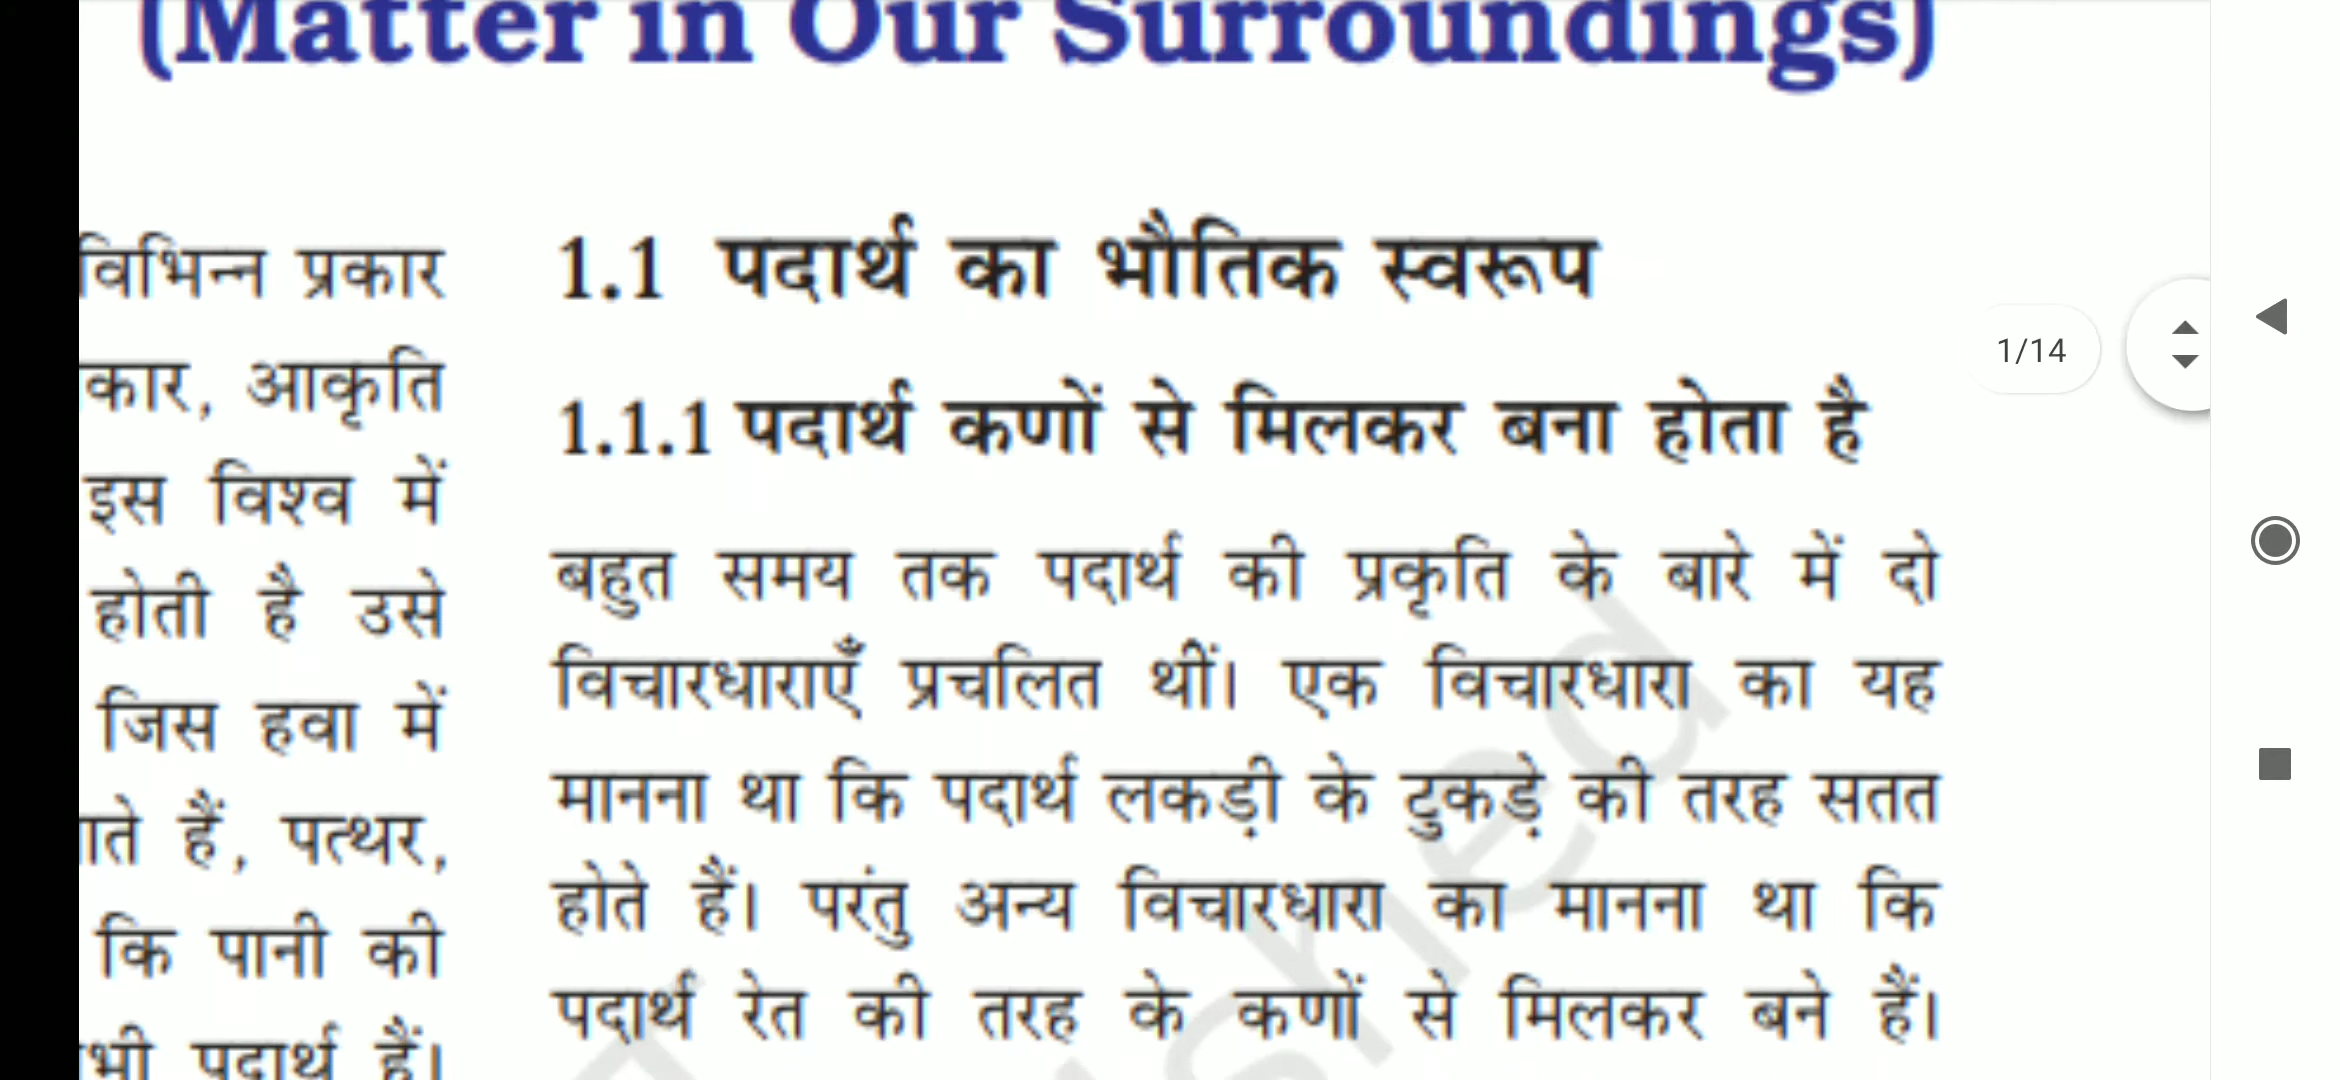 (Matter in Our Surroundings)
विभिन्न प्रकार
कार, आकृति
इस विश्व में
होती है उसे
जिस हवा में
हैं, पत्थर,
कि पानी की
पदार्थ हैं।
1.1 पदार्थ का भौतिक स्वरूप
1.1.1 पदार्थ कणों से मिलकर बना होता है
बहुत समय तक पदार्थ की प्रकृति के बारे में दो
विचारधाराएँ प्रचलित थीं। एक विचारधारा का यह
मानना था कि पदार्थ लकड़ी के टुकड़े की तरह सतत
होते हैं। परंतु अन्य विचारधारा का मानना था कि
पदार्थ रेत की तरह के कणों से मिलकर बने हैं।
1/14